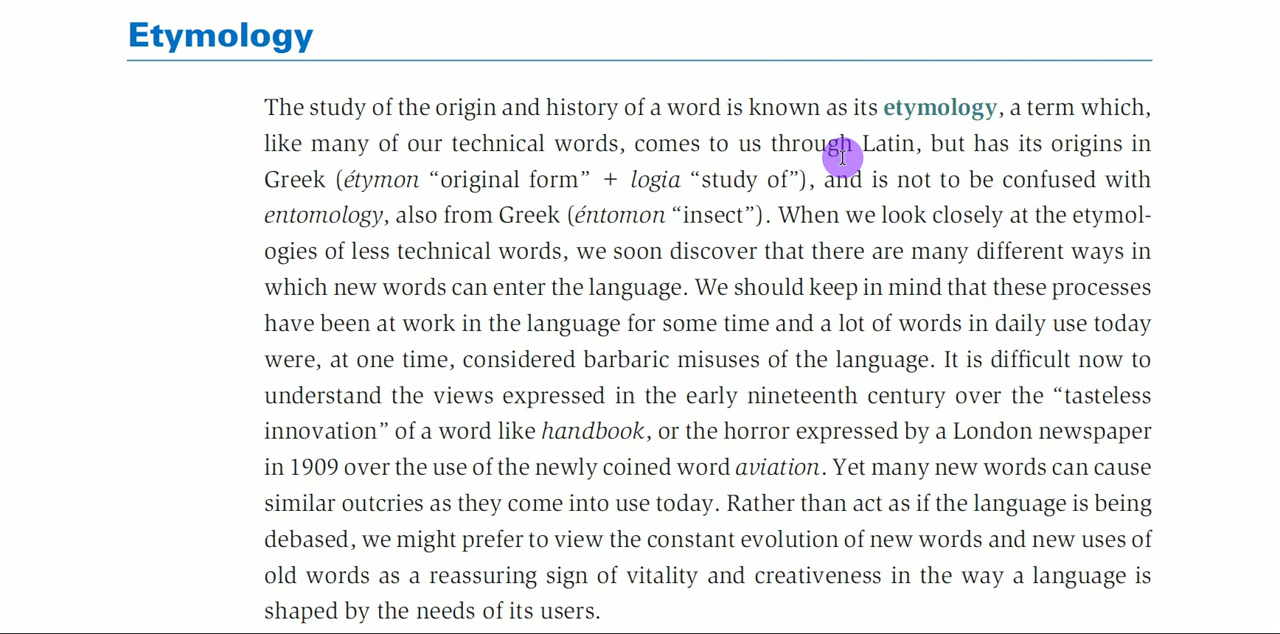 Etymology
The study of the origin and history of a word is known as its etymology, a term which,
like many of our technical words, comes to us through Latin, but has its origins in
Greek (étymon “original form” + logia “study of”), and is not to be confused with
entomology, also from Greek (éntomon “insect”). When we look closely at the etymol-
ogies of less technical words, we soon discover that there are many different ways in
which new words can enter the language. We should keep in mind that these processes
have been at work in the language for some time and a lot of words in daily use today
were, at one time, considered barbaric misuses of the language. It is difficult now to
understand the views expressed in the early nineteenth century over the “tasteless
innovation” of a word like handbook, or the horror expressed by a London newspaper
in 1909 over the use of the newly coined word aviation. Yet many new words can cause
similar outcries as they come into use today. Rather than act as if the language is being
debased, we might prefer to view the constant evolution of new words and new uses of
old words as a reassuring sign of vitality and creativeness in the way a language is
shaped by the needs of its users.